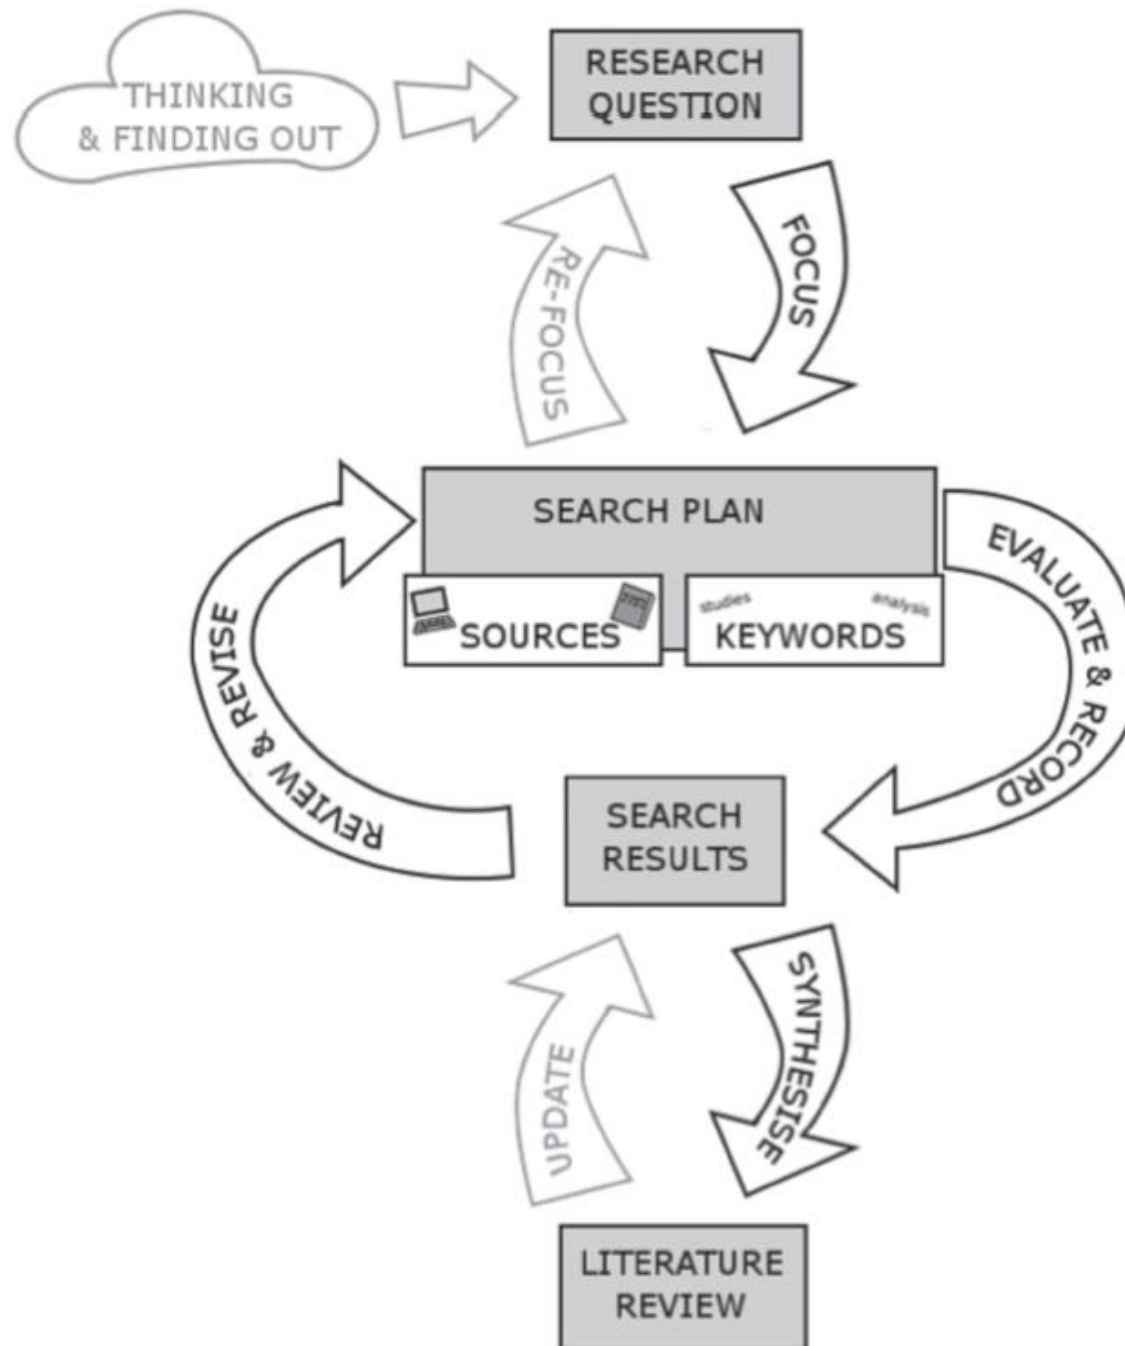 THINKING
& FINDING OUT
RESEARCH
QUESTION
RE-FOCUS
FOCUS
SEARCH PLAN
studies
analysis
SOURCES
KEYWORDS
EVALUATE & RECORD
REVIEW & REVISE
SEARCH
RESULTS
UPDATE
SYNTHESISE
LITERATURE
REVIEW